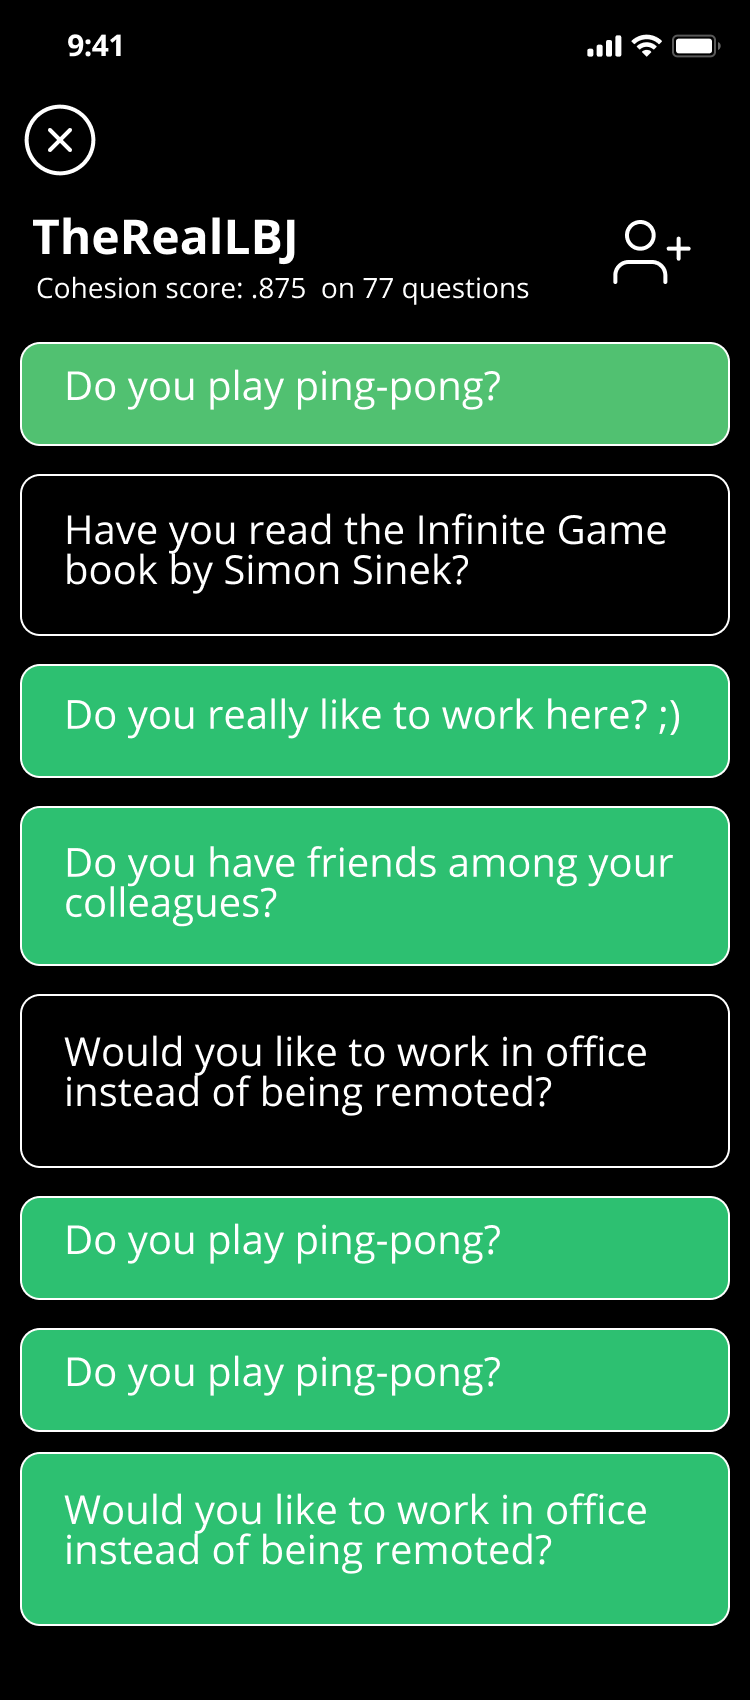 9:41
TheRealLBJ
Cohesion score: .875  on 77 questions
Do you play ping-pong?
Have you read the Infinite Game
book by Simon Sinek?
Do you really like to work here? ;)
Do you have friends among your
colleagues?
Would you like to work in office
instead of being remoted?
Do you play ping-pong?
Do you play ping-pong?
Would you like to work in office
instead of being remoted?